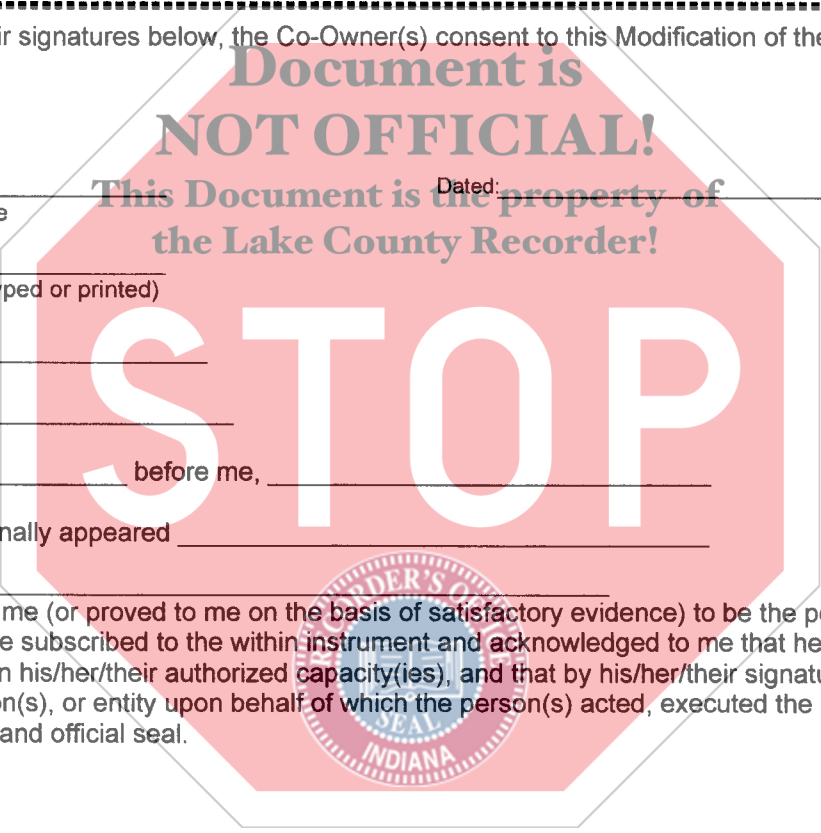 ir signatures below, the Co-Owner(s) consent to this Modification of the
Document is
NOT OFFICIAL!
Dated:
This Document is the property of
e
the Lake County Recorder!
ped or printed)
STOP
before me,
nally appeared
me (or proved to me on the basis of satisfactory evidence) to be the p
e subscribed to the within instrument and acknowledged to me that he
n his/her/their authorized capacity(ies), and that by his/her/their signatu
n(s), or entity upon behalf of which the person(s) acted, executed the
and official seal.
RECORDER'S OFFICE
SEAL
INDIANA